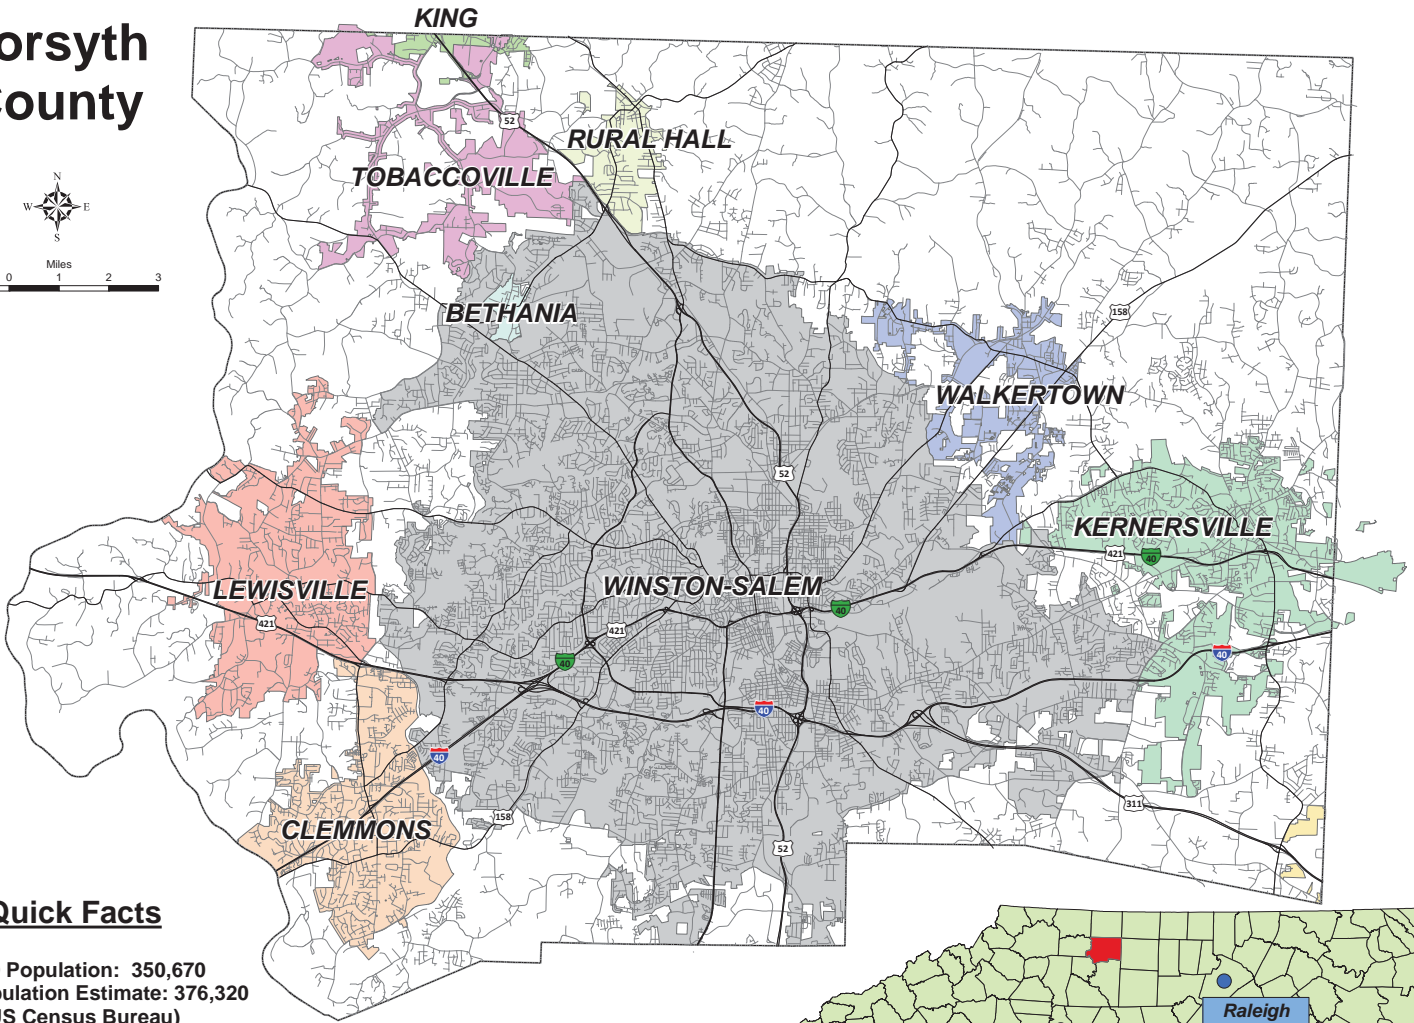 orsyth
County
KING
52
RURAL HALL
TOBACCOVILLE
N
W E
S
Miles
0 1 2 3
BETHANIA
158
WALKERTOWN
52
KERNERSVILLE
421
40
LEWISVILLE
WINSTON-SALEM
40
421
421
40
40
40
40
CLEMMONS
158
311
52
Quick Facts
Population: 350,670
pulation Estimate: 376,320
US Census Bureau)
Raleigh